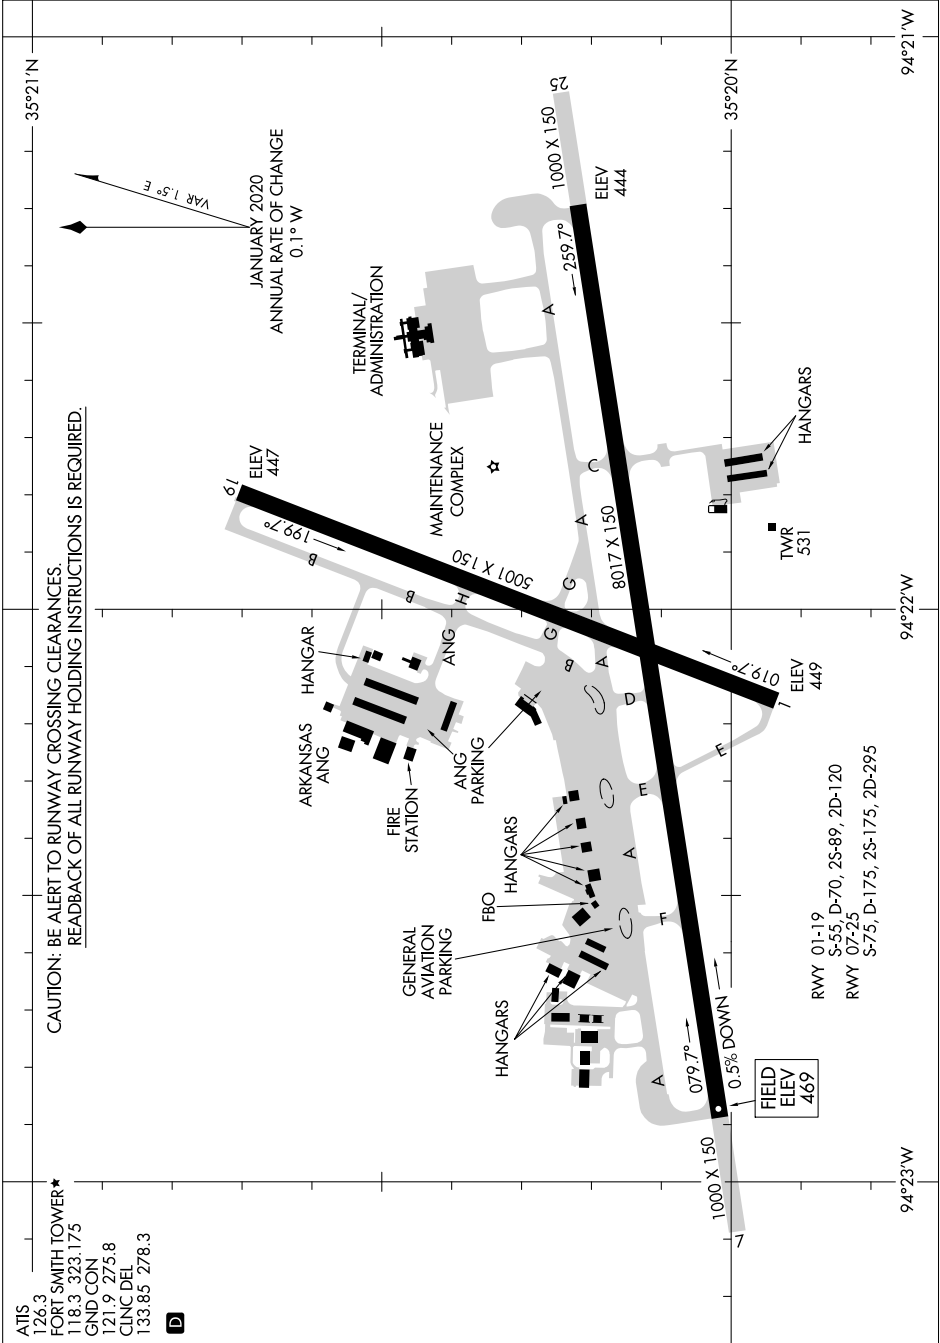 ATIS
126.3
FORT SMITH TOWER★
118.3 323.175
GND CON
121.9 275.8
CLNC DEL
133.85 278.3
D
CAUTION: BE ALERT TO RUNWAY CROSSING CLEARANCES.
READBACK OF ALL RUNWAY HOLDING INSTRUCTIONS IS REQUIRED.
35°21'N
VAR 1.5° E
JANUARY 2020
ANNUAL RATE OF CHANGE
0.1° W
TERMINAL/
ADMINISTRATION
MAINTENANCE
COMPLEX
19
ELEV
447
199.7°
B
B
5001 X 150
H
ANG
HANGAR
ARKANSAS
ANG
FIRE
STATION
ANG
PARKING
G
G
B
A
HANGARS
FBO
GENERAL
AVIATION
PARKING
HANGARS
25
1000 X 150
ELEV
444
259.7°
A
C
A
8017 X 150
D
E
E
A
F
A
019.7°
1
ELEV
449
079.7°
0.5% DOWN
FIELD
ELEV
469
1000 X 150
7
HANGARS
TWR
531
35°20'N
RWY 01-19
S-55, D-70, 2S-89, 2D-120
RWY 07-25
S-75, D-175, 2S-175, 2D-295
94°23'W
94°22'W
94°21'W